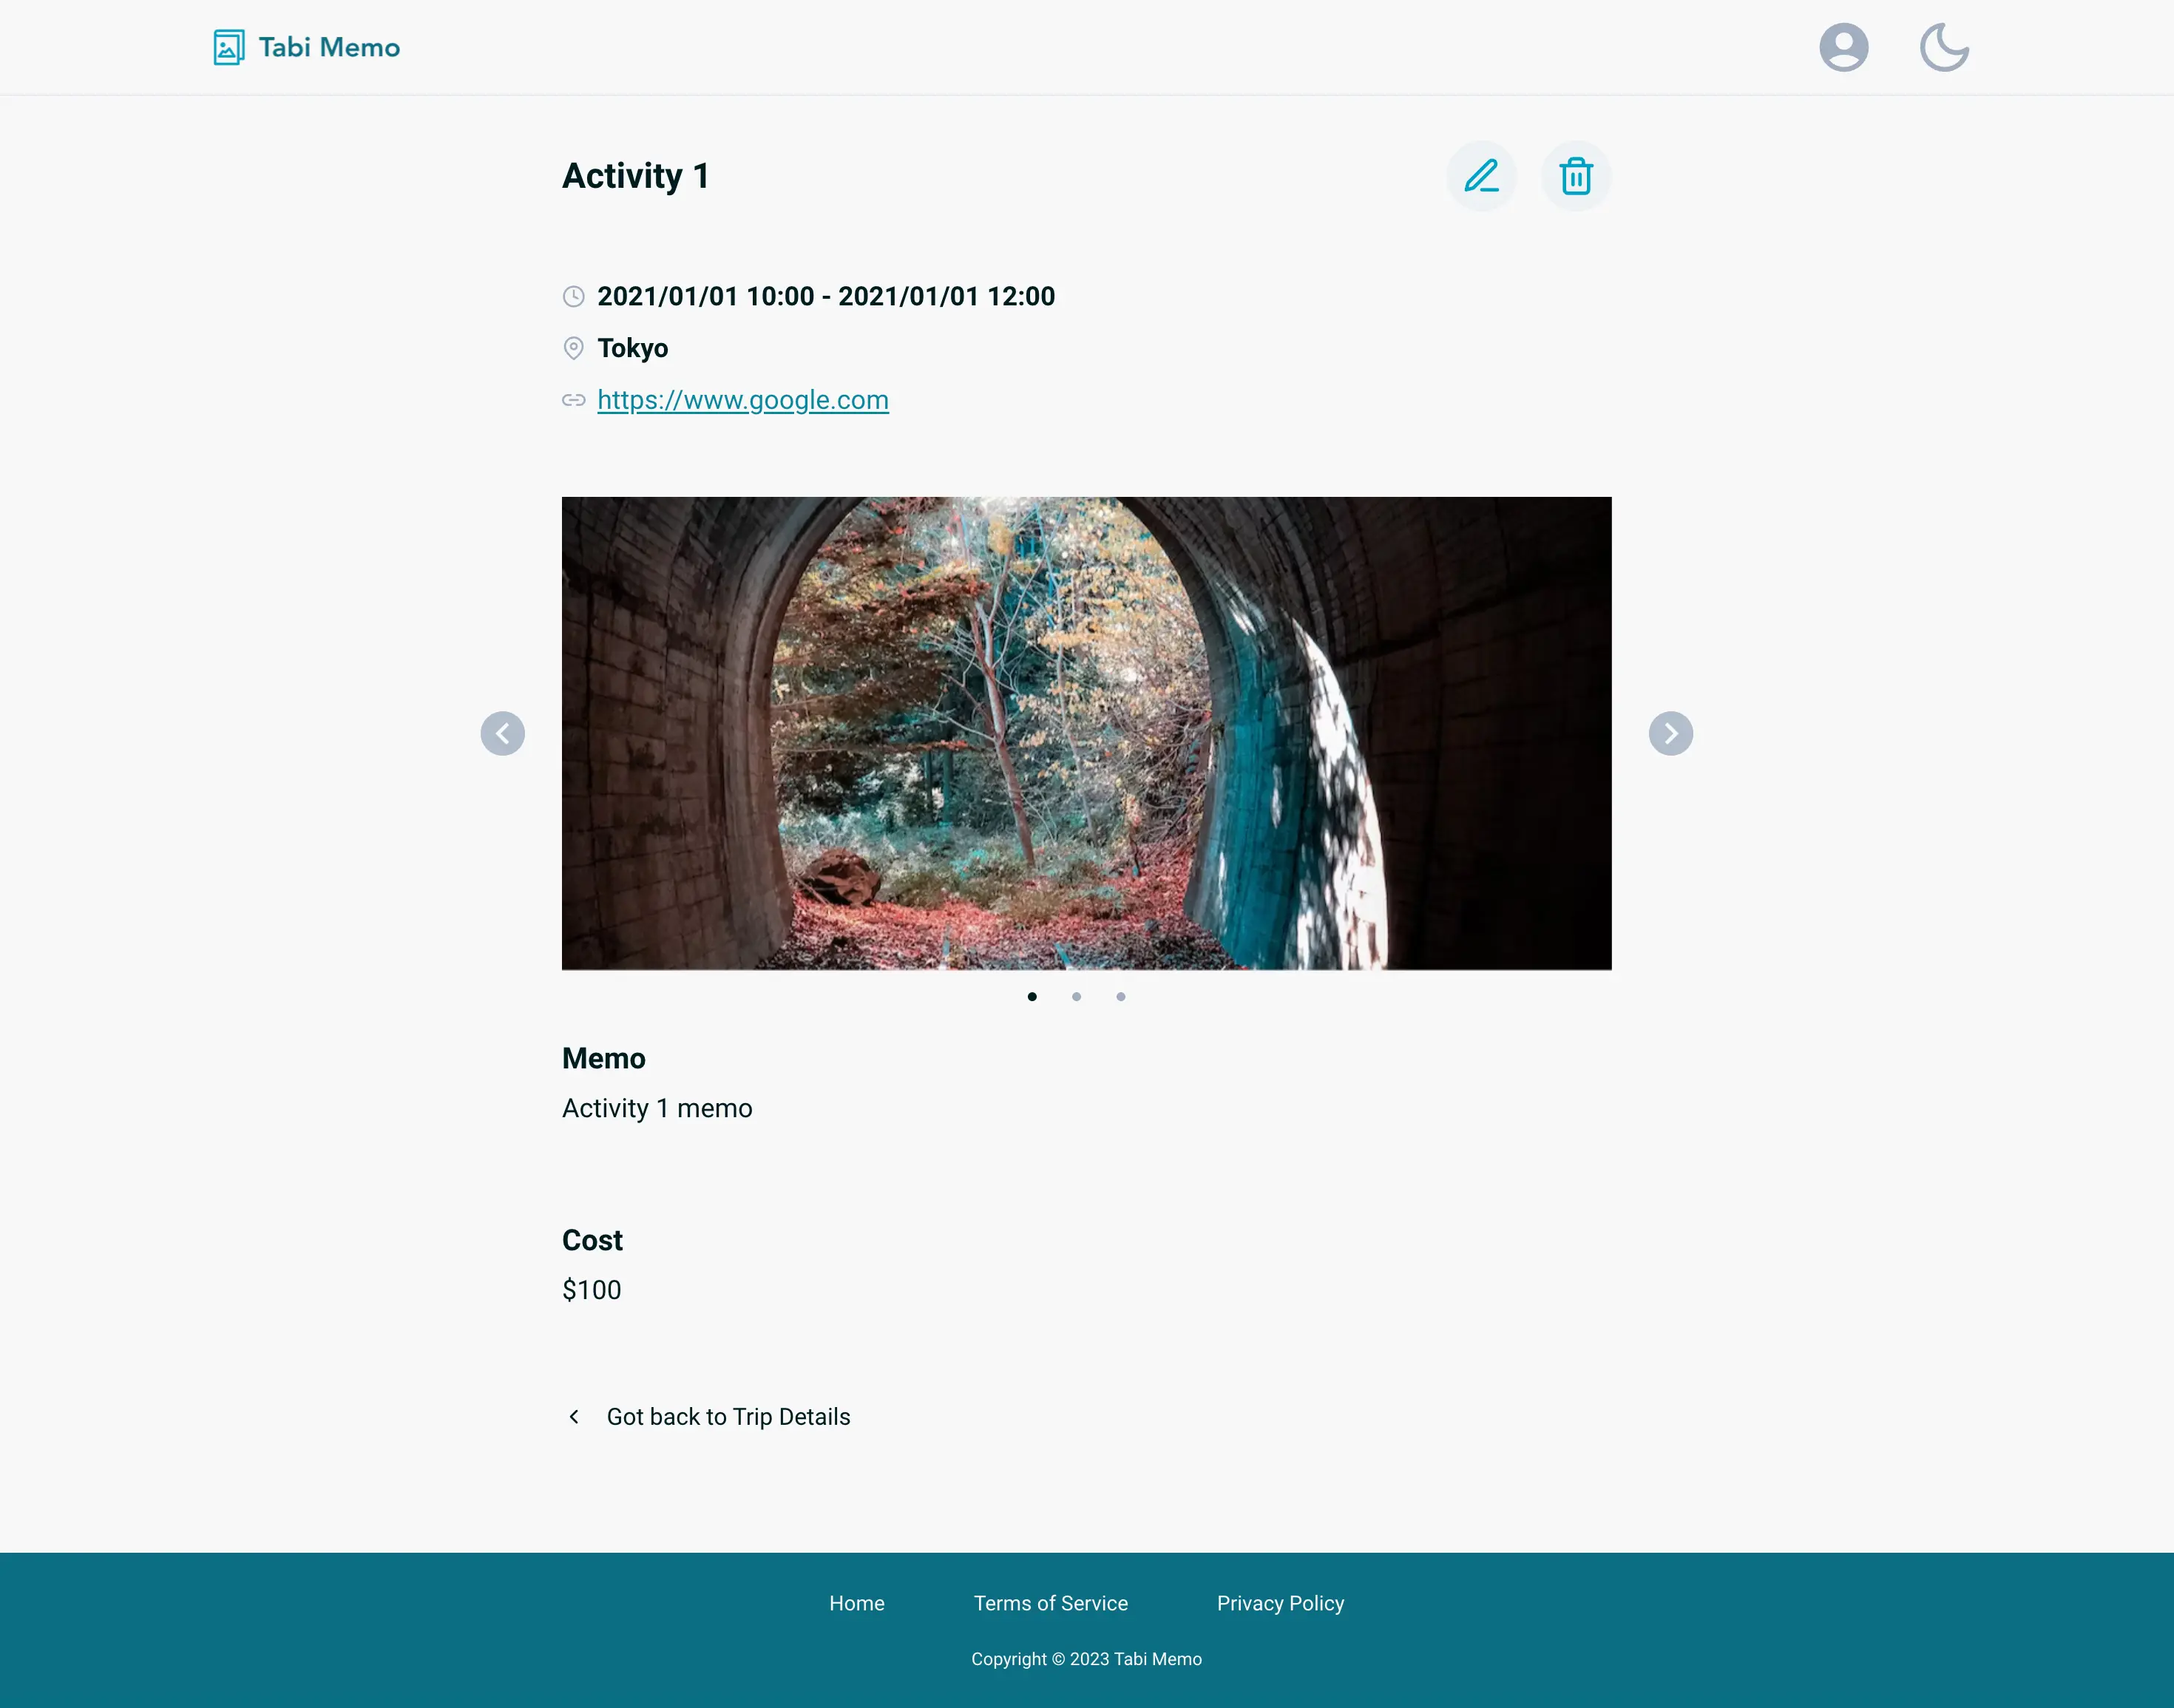 Tabi Memo
Activity 1
2021/01/01 10:00 - 2021/01/01 12:00
Tokyo
https://www.google.com
Memo
Activity 1 memo
Cost
$100
Got back to Trip Details
Home Terms of Service Privacy Policy
Copyright © 2023 Tabi Memo